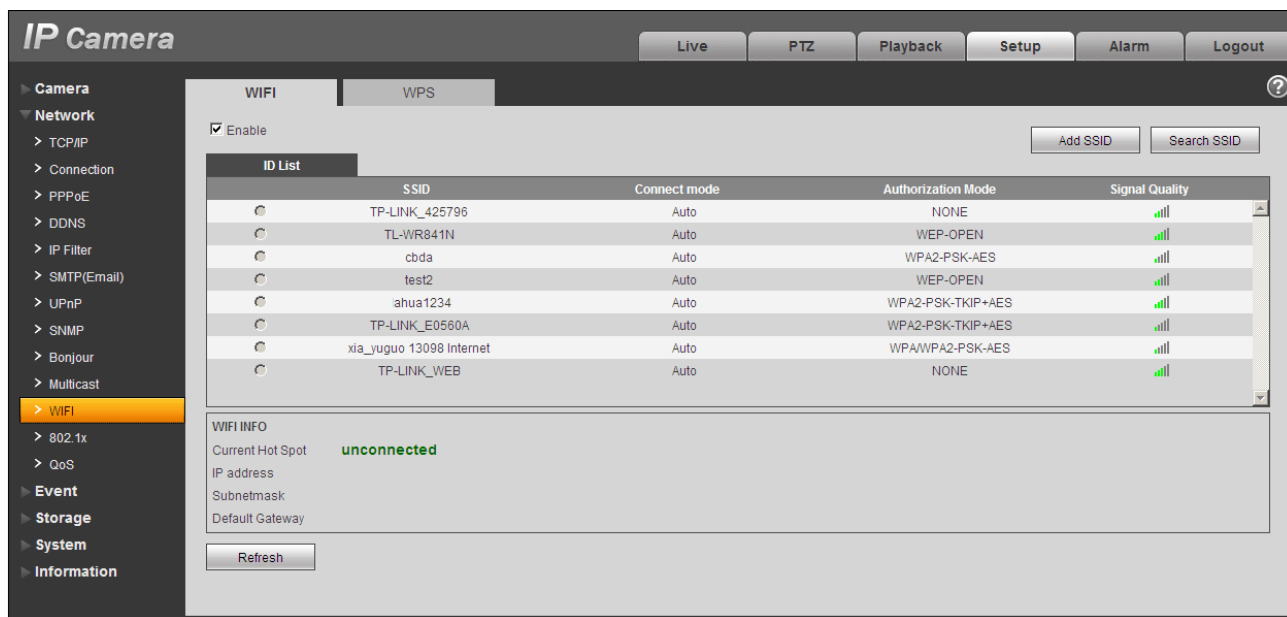 IP Camera
Live PTZ Playback Setup Alarm Logout
Camera
Network
> TCP/IP
> Connection
> PPPoE
> DDNS
> IP Filter
> SMTP(Email)
> UPnP
> SNMP
> Bonjour
> Multicast
> WIFI
> 802.1x
> QoS
Event
Storage
System
Information
WIFI WPS
?
Enable
Add SSID Search SSID
ID List
SSID Connect mode Authorization Mode Signal Quality
TP-LINK_425796 Auto NONE
TL-WR841N Auto WEP-OPEN
cbda Auto WPA2-PSK-AES
test2 Auto WEP-OPEN
ahua1234 Auto WPA2-PSK-TKIP+AES
TP-LINK_E0560A Auto WPA2-PSK-TKIP+AES
xia_yuguo 13098 Internet Auto WPA/WPA2-PSK-AES
TP-LINK_WEB Auto NONE
WIFI INFO
Current Hot Spot unconnected
IP address
Subnetmask
Default Gateway
Refresh